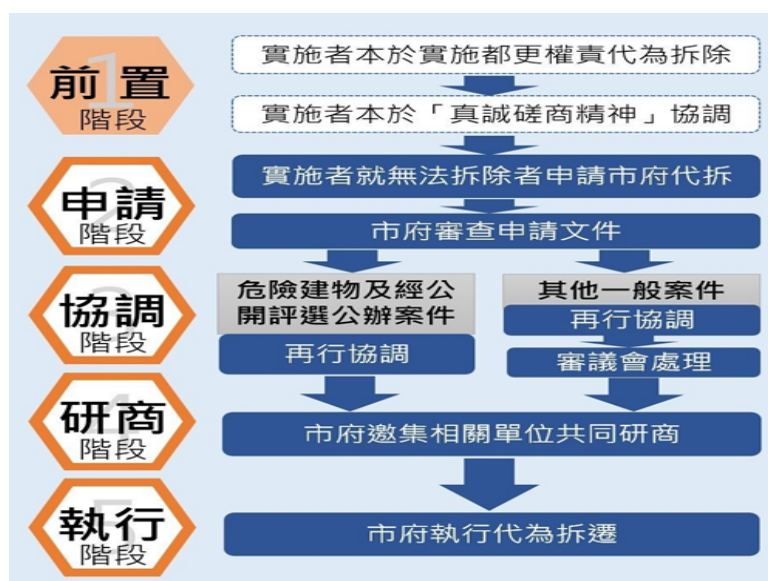 1
前置
階段
實施者本於實施都更權責代為拆除
實施者本於「真誠磋商精神」協調
2
申請
階段
實施者就無法拆除者申請市府代拆
市府審查申請文件
3
協調
階段
危險建物及經公
開評選公辦案件
再行協調
其他一般案件
再行協調
審議會處理
4
研商
階段
市府邀集相關單位共同研商
5
執行
階段
市府執行代為拆遷